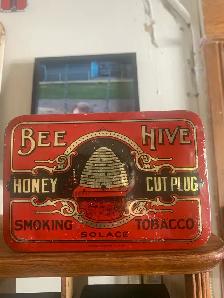 BEE HIVE
HONEY CUT PLUG
SMOKING TOBACCO
SOLACE